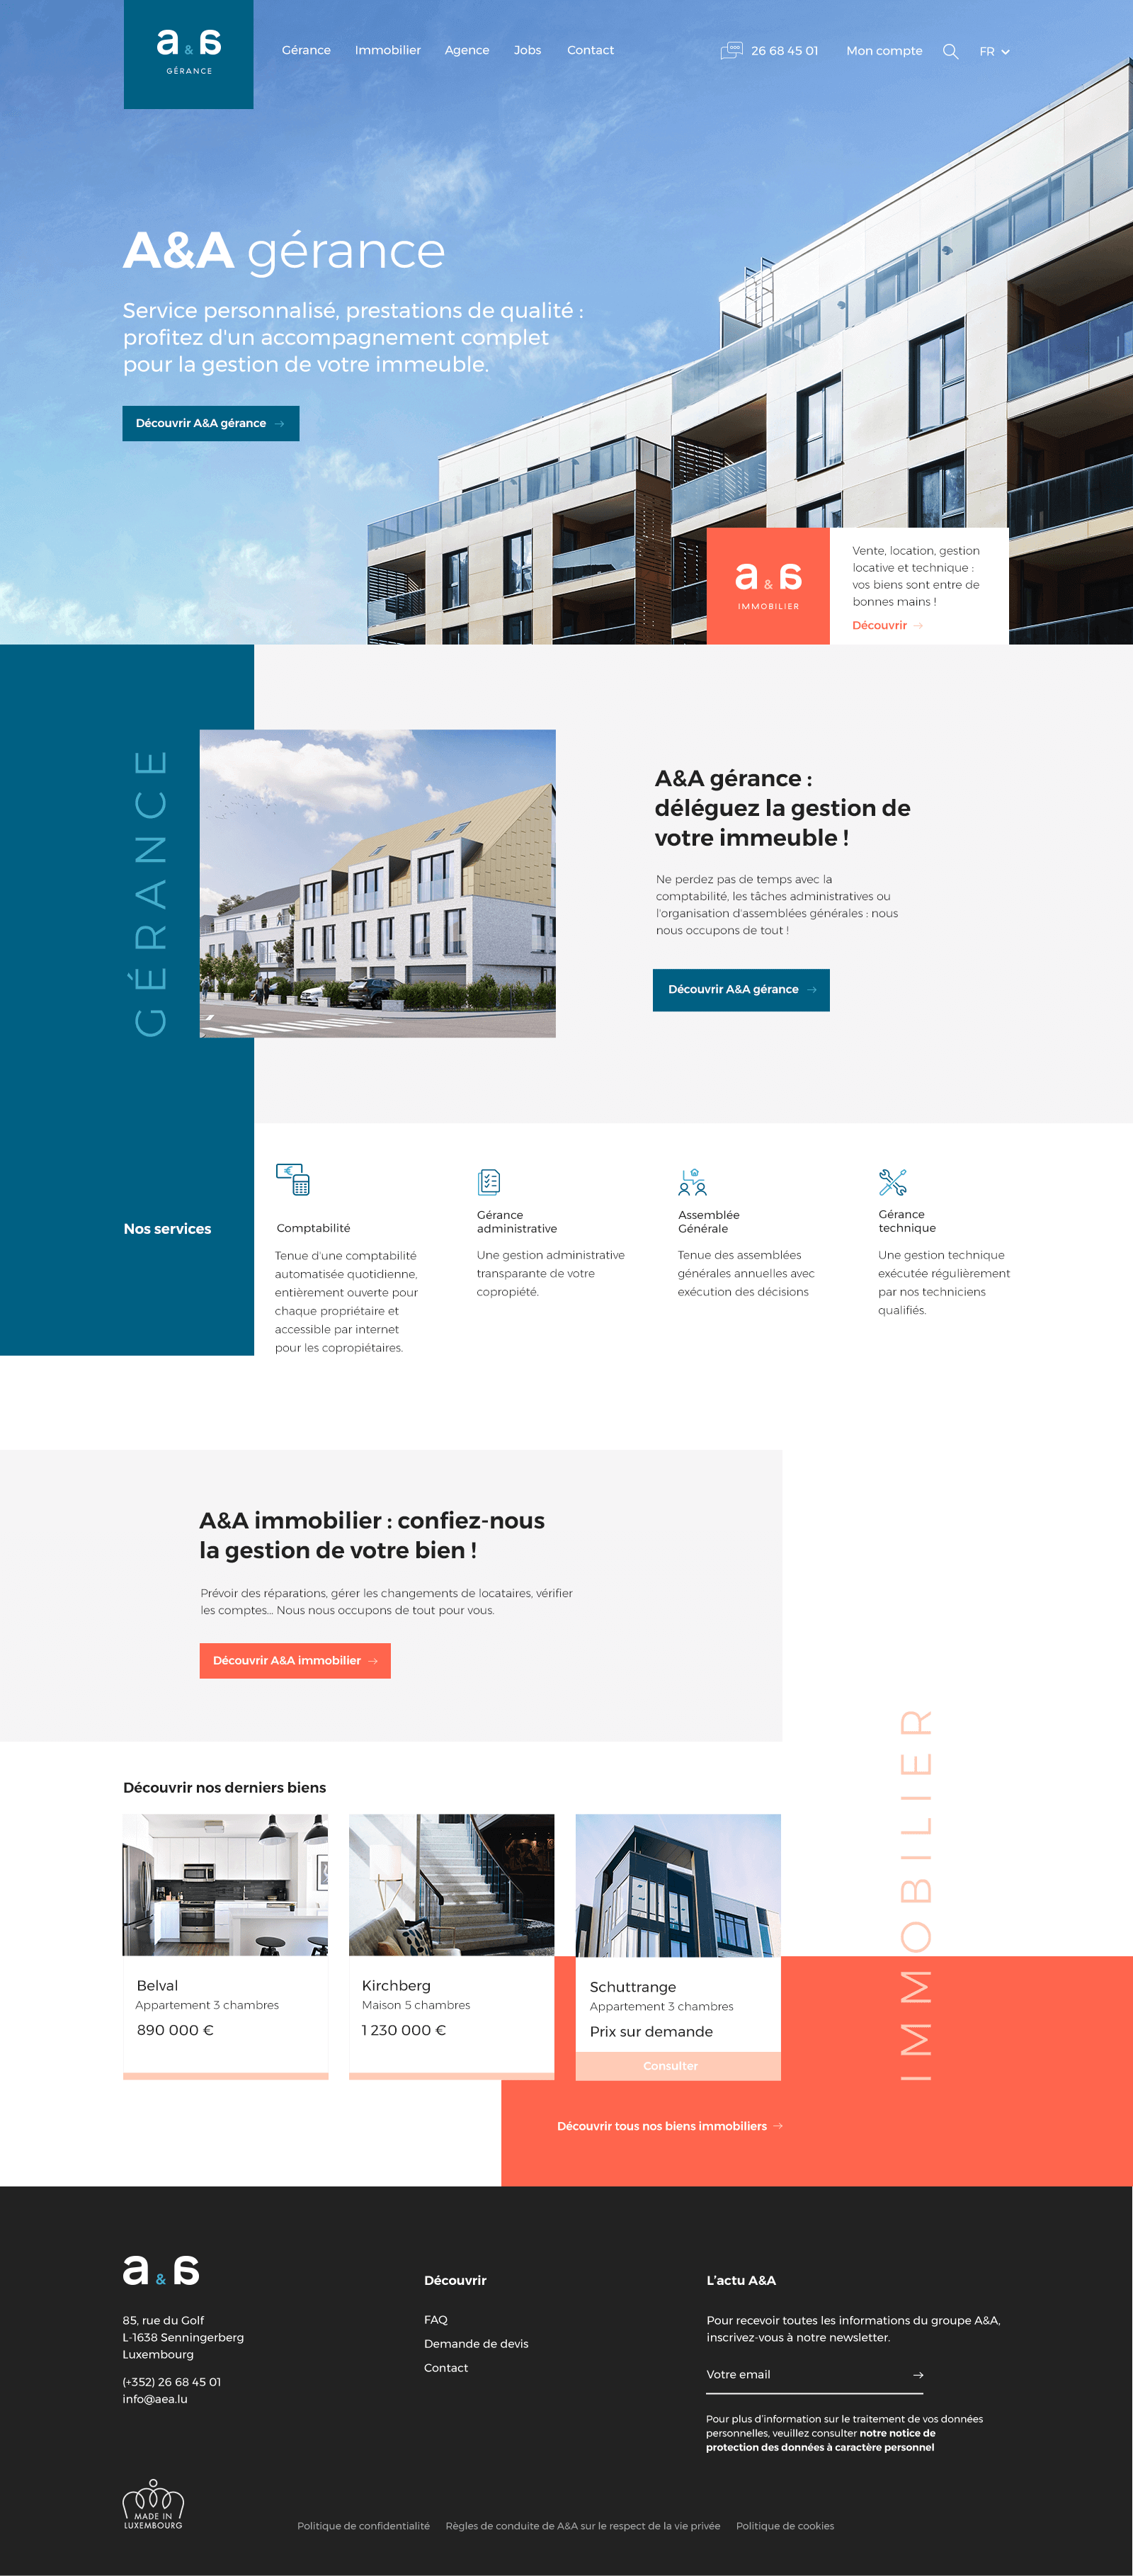 a & a
GÉRANCE
Gérance Immobilier Agence Jobs Contact
26 68 45 01 Mon compte FR
A&A gérance
Service personnalisé, prestations de qualité :
profitez d'un accompagnement complet
pour la gestion de votre immeuble.
Découvrir A&A gérance →
a & a
IMMOBILIER
Vente, location, gestion
locative et technique :
vos biens sont entre de
bonnes mains !
Découvrir →
GÉRANCE
A&A gérance :
déléguez la gestion de
votre immeuble !
Ne perdez pas de temps avec la
comptabilité, les tâches administratives ou
l'organisation d'assemblées générales : nous
nous occupons de tout !
Découvrir A&A gérance →
Nos services
Comptabilité
Tenue d'une comptabilité
automatisée quotidienne,
entièrement ouverte pour
chaque propriétaire et
accessible par internet
pour les copropiétaires.
Gérance
administrative
Une gestion administrative
transparante de votre
copropiété.
Assemblée
Générale
Tenue des assemblées
générales annuelles avec
exécution des décisions
Gérance
technique
Une gestion technique
exécutée régulièrement
par nos techniciens
qualifiés.
A&A immobilier : confiez-nous
la gestion de votre bien !
Prévoir des réparations, gérer les changements de locataires, vérifier
les comptes... Nous nous occupons de tout pour vous.
Découvrir A&A immobilier →
IMMOBILIER
Découvrir nos derniers biens
Belval
Appartement 3 chambres
890 000 €
Kirchberg
Maison 5 chambres
1 230 000 €
Schuttrange
Appartement 3 chambres
Prix sur demande
Consulter
Découvrir tous nos biens immobiliers →
a & a
85, rue du Golf
L-1638 Senningerberg
Luxembourg
(+352) 26 68 45 01
info@aea.lu
Découvrir
FAQ
Demande de devis
Contact
L'actu A&A
Pour recevoir toutes les informations du groupe A&A,
inscrivez-vous à notre newsletter.
Votre email →
Pour plus d'information sur le traitement de vos données
personnelles, veuillez consulter notre notice de
protection des données à caractère personnel
MADE IN
LUXEMBOURG
Politique de confidentialité Règles de conduite de A&A sur le respect de la vie privée Politique de cookies